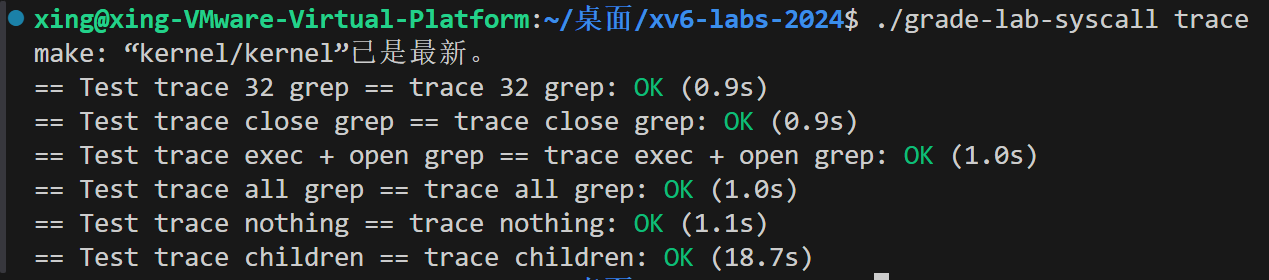 xing@xing-VMware-Virtual-Platform:~/桌面/xv6-labs-2024$ ./grade-lab-syscall trace
make: “kernel/kernel”已是最新。
== Test trace 32 grep == trace 32 grep: OK (0.9s)
== Test trace close grep == trace close grep: OK (0.9s)
== Test trace exec + open grep == trace exec + open grep: OK (1.0s)
== Test trace all grep == trace all grep: OK (1.0s)
== Test trace nothing == trace nothing: OK (1.1s)
== Test trace children == trace children: OK (18.7s)